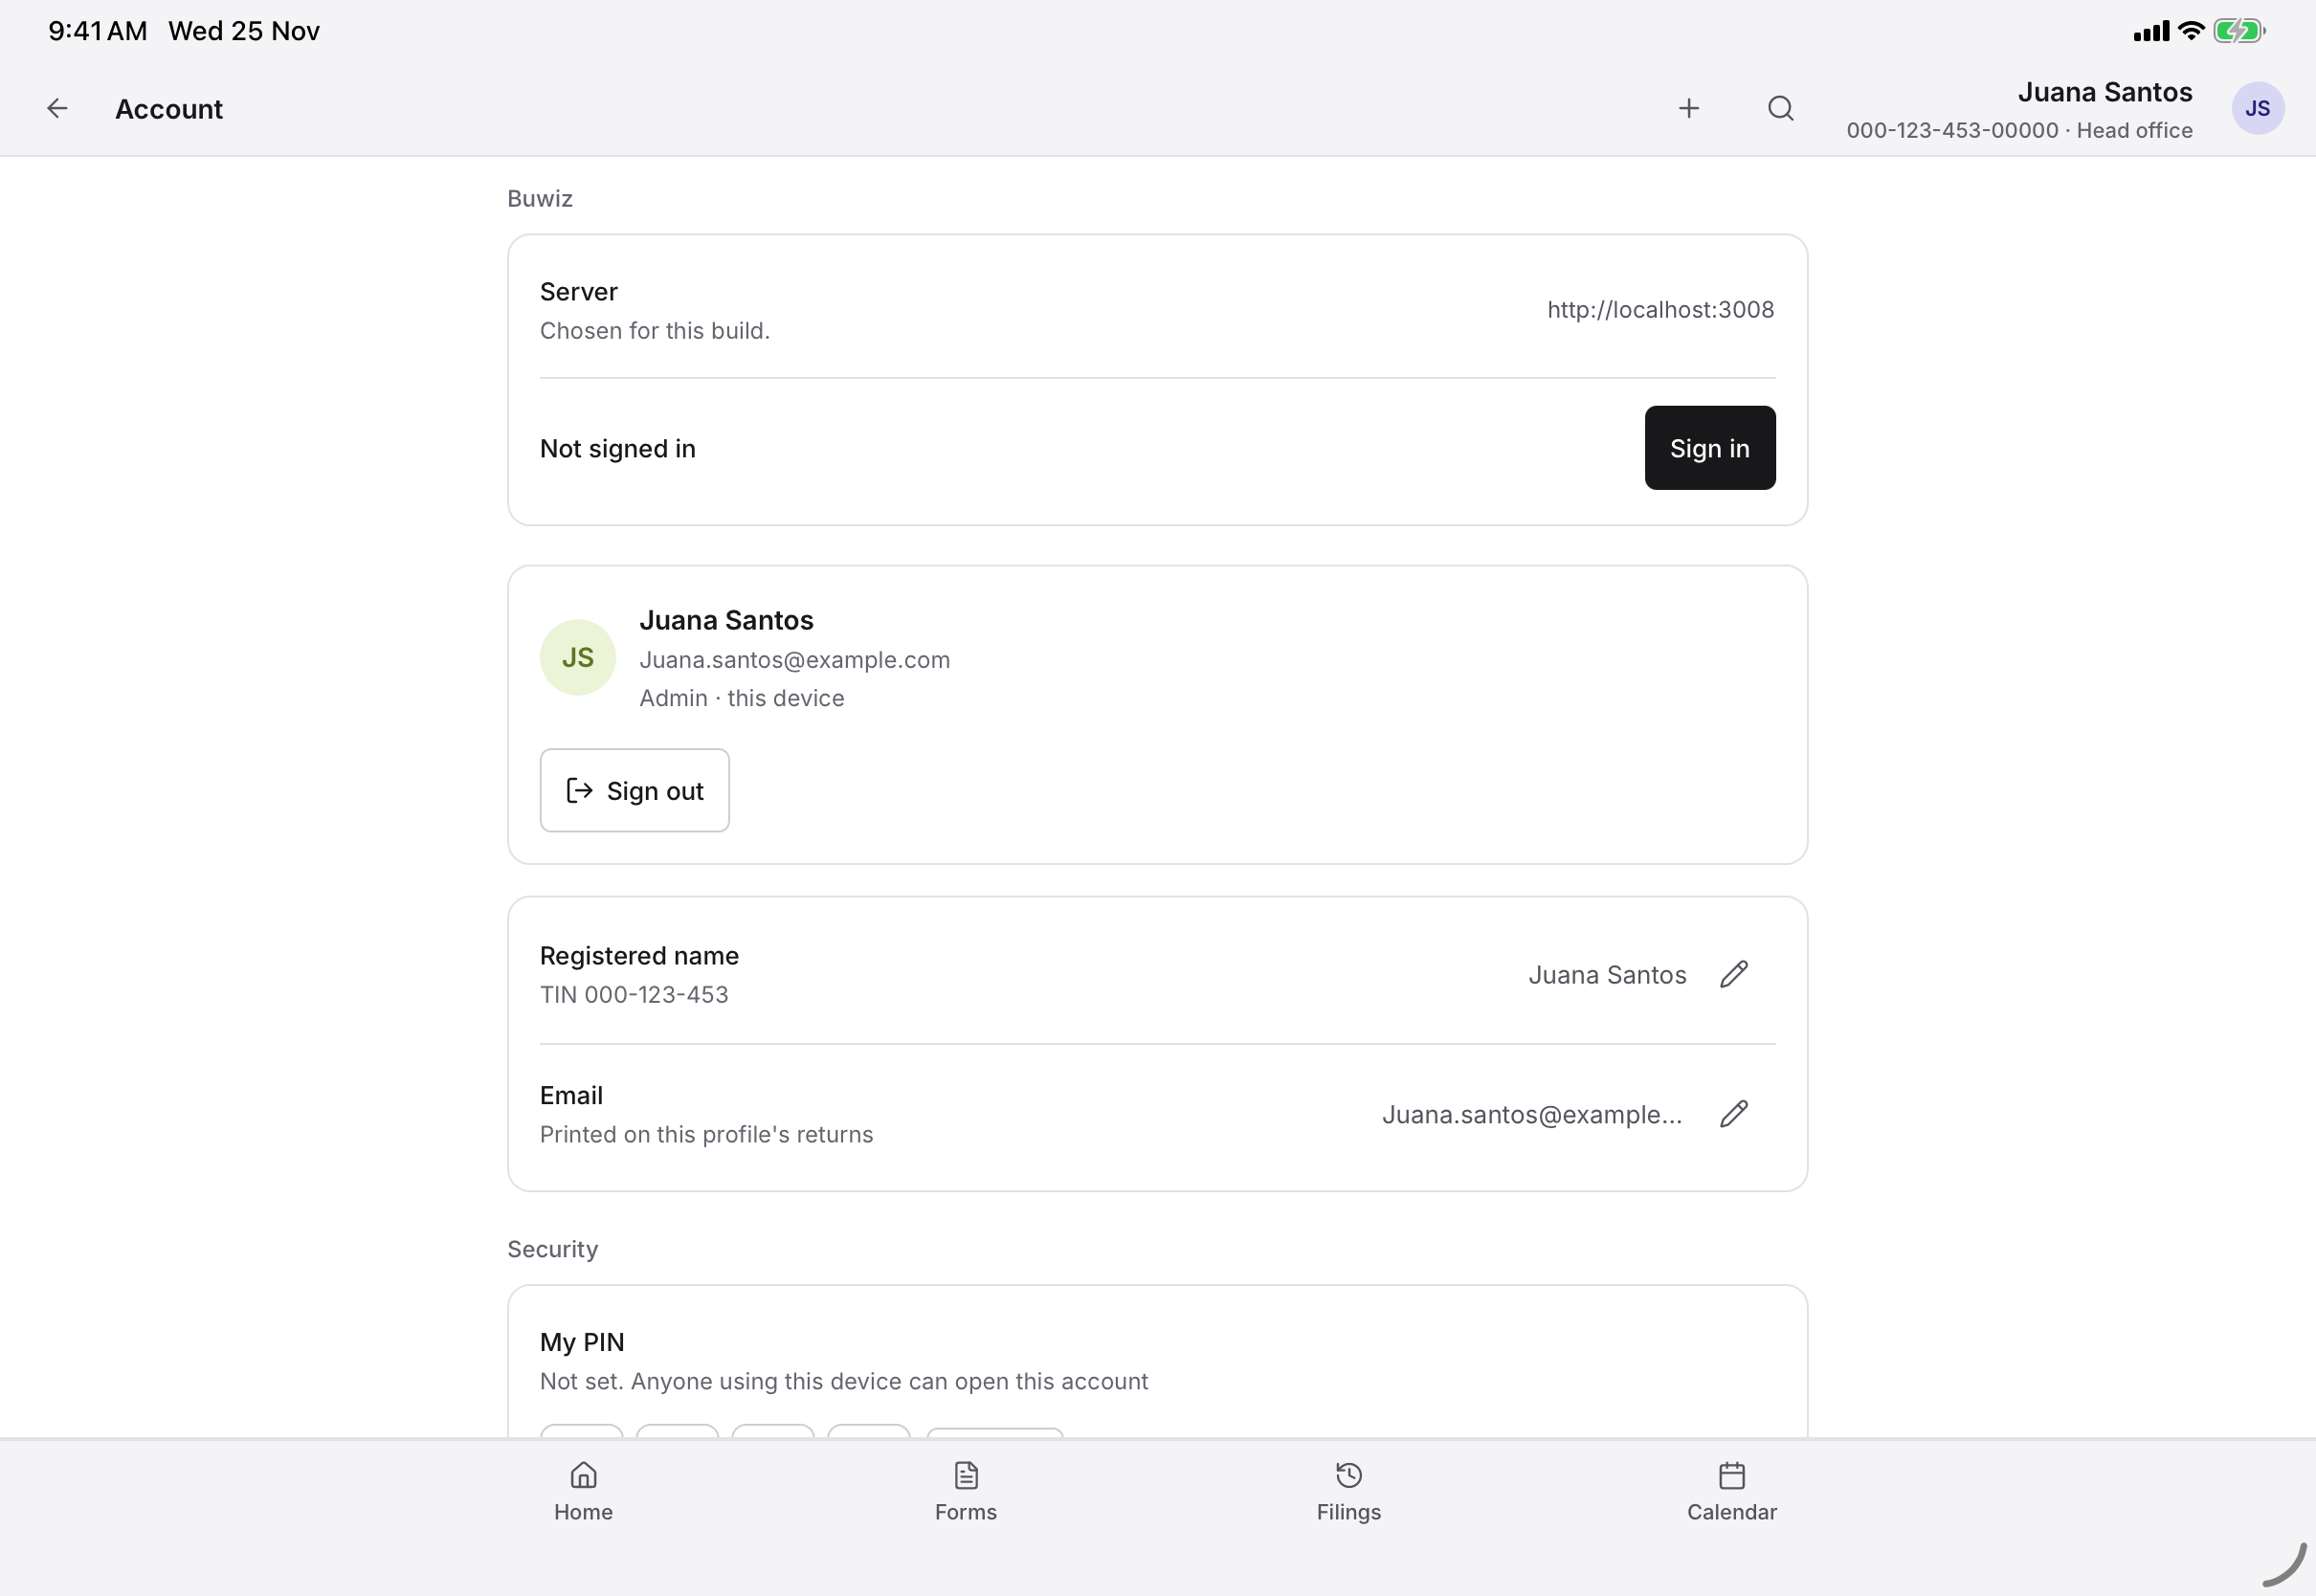 9:41 AM Wed 25 Nov
Account
Juana Santos
000-123-453-00000 · Head office
JS
Buwiz
Server
Chosen for this build.
http://localhost:3008
Not signed in
Sign in
JS
Juana Santos
Juana.santos@example.com
Admin · this device
Sign out
Registered name
TIN 000-123-453
Juana Santos
Email
Printed on this profile's returns
Juana.santos@example...
Security
My PIN
Not set. Anyone using this device can open this account
Home
Forms
Filings
Calendar